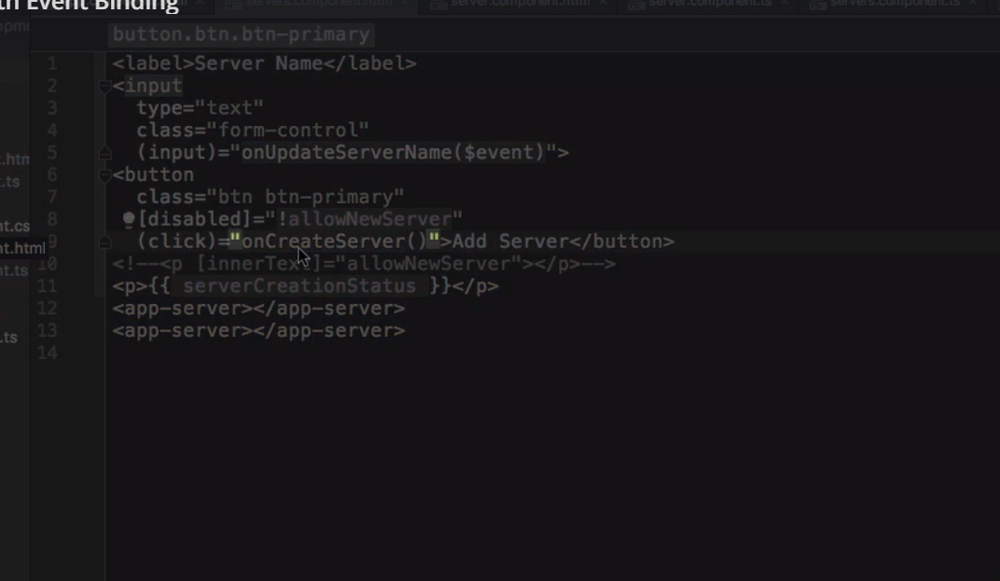 th Event Binding
servers.component.html
server.component.html
server.component.ts
servers.component.ts
button.btn.btn-primary
1 <label>Server Name</label>
2 <input
3 type="text"
4 class="form-control"
5 (input)="onUpdateServerName($event)">
6 <button
7 class="btn btn-primary"
8 [disabled]="!allowNewServer"
9 (click)="onCreateServer()">Add Server</button>
10 <!--<p [innerText]="allowNewServer"></p>-->
11 <p>{{ serverCreationStatus }}</p>
12 <app-server></app-server>
13 <app-server></app-server>
14
t.htm
.ts
nt.cs
nt.html
nt.ts
.ts